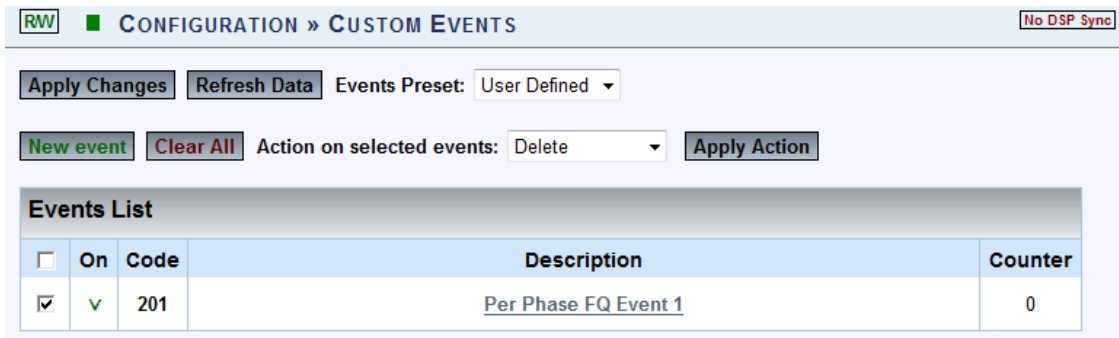 RW CONFIGURATION » CUSTOM EVENTS No DSP Sync
Apply Changes Refresh Data Events Preset: User Defined
New event Clear All Action on selected events: Delete Apply Action
Events List
On Code Description Counter
v 201 Per Phase FQ Event 1 0